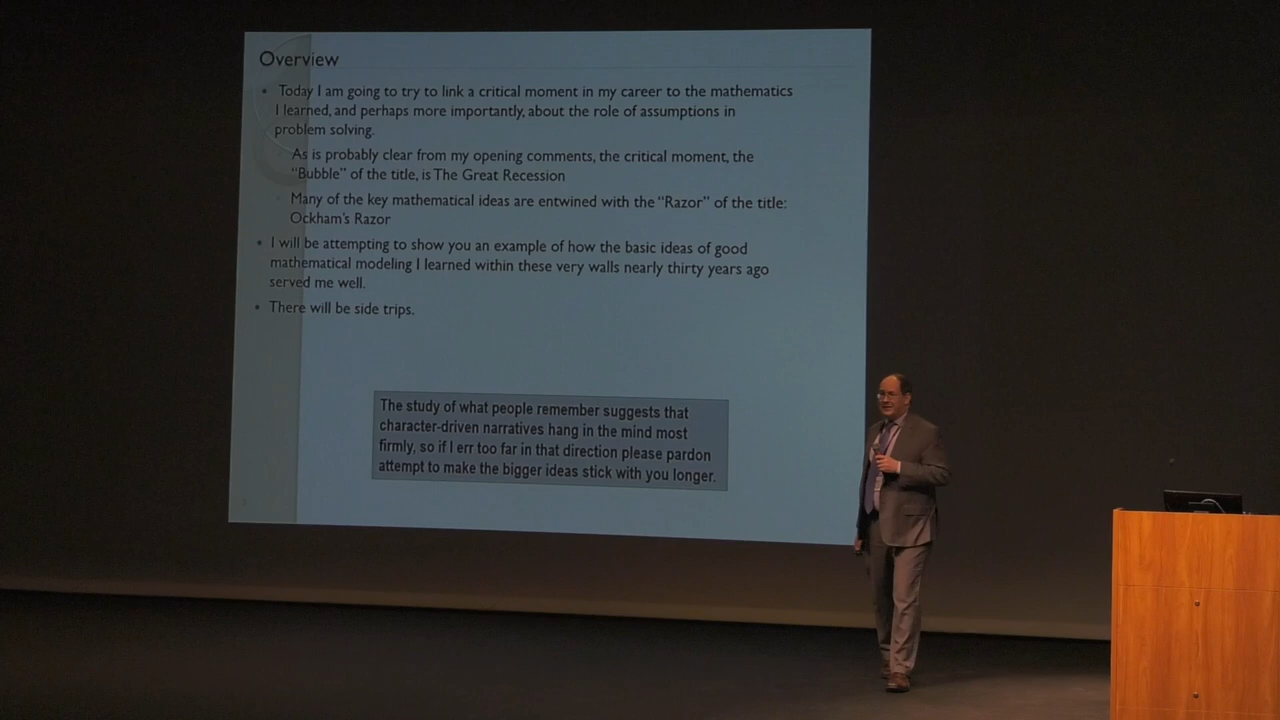 Overview
• Today I am going to try to link a critical moment in my career to the mathematics
I learned, and perhaps more importantly, about the role of assumptions in
problem solving.
As is probably clear from my opening comments, the critical moment, the
“Bubble” of the title, is The Great Recession
Many of the key mathematical ideas are entwined with the “Razor” of the title:
Ockham's Razor
• I will be attempting to show you an example of how the basic ideas of good
mathematical modeling I learned within these very walls nearly thirty years ago
served me well.
• There will be side trips.
The study of what people remember suggests that
character-driven narratives hang in the mind most
firmly, so if I err too far in that direction please pardon
attempt to make the bigger ideas stick with you longer.